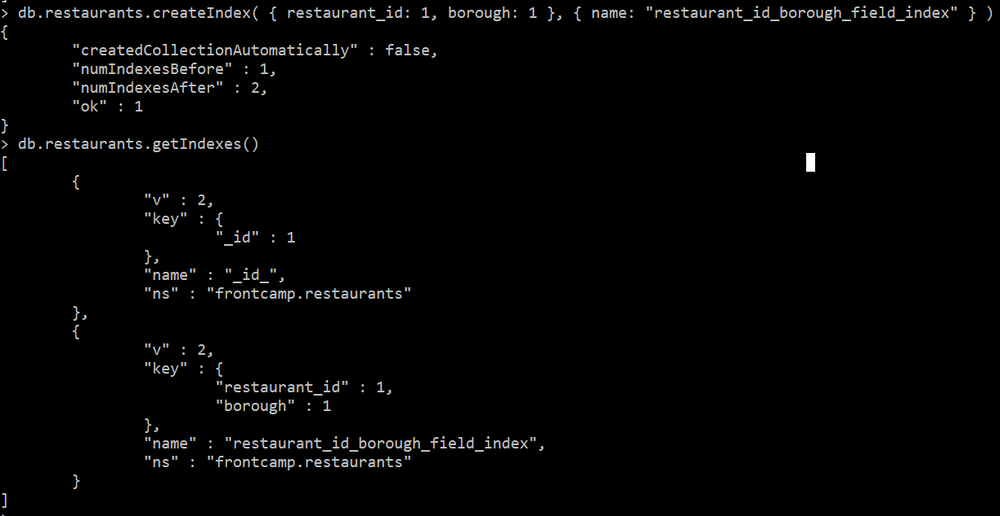 > db.restaurants.createIndex( { restaurant_id: 1, borough: 1 }, { name: "restaurant_id_borough_field_index" } )
{
        "createdCollectionAutomatically" : false,
        "numIndexesBefore" : 1,
        "numIndexesAfter" : 2,
        "ok" : 1
}
> db.restaurants.getIndexes()
[
        {
                "v" : 2,
                "key" : {
                        "_id" : 1
                },
                "name" : "_id_",
                "ns" : "frontcamp.restaurants"
        },
        {
                "v" : 2,
                "key" : {
                        "restaurant_id" : 1,
                        "borough" : 1
                },
                "name" : "restaurant_id_borough_field_index",
                "ns" : "frontcamp.restaurants"
        }
]